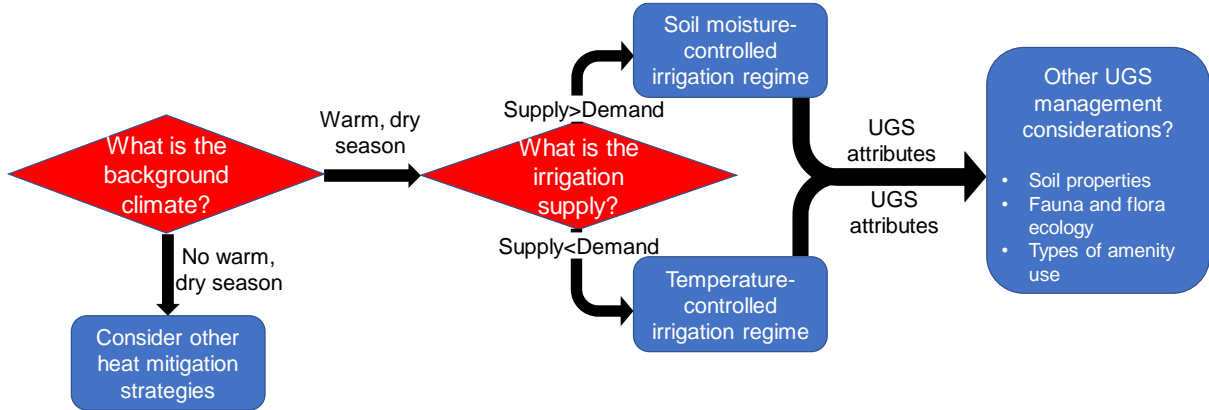 What is the
background
climate?
Warm, dry
season
No warm,
dry season
Consider other
heat mitigation
strategies
What is the
irrigation
supply?
Supply>Demand
Soil moisture-
controlled
irrigation regime
Supply<Demand
Temperature-
controlled
irrigation regime
UGS
attributes
UGS
attributes
Other UGS
management
considerations?
• Soil properties
• Fauna and flora
ecology
• Types of amenity
use